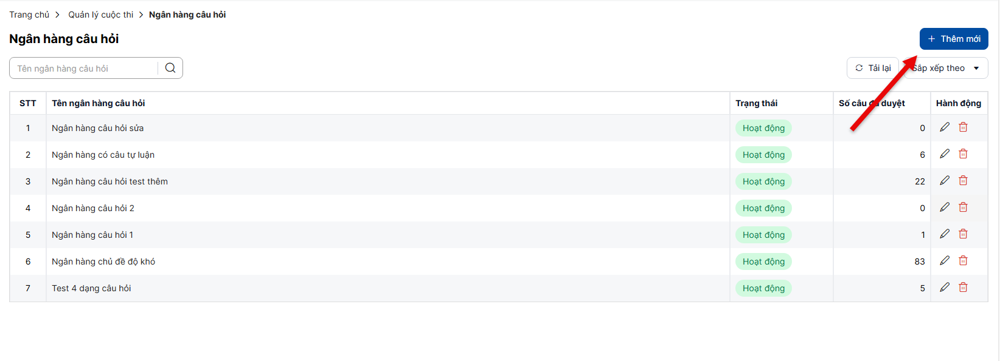 Trang chủ > Quản lý cuộc thi > Ngân hàng câu hỏi
Ngân hàng câu hỏi
+ Thêm mới
Tên ngân hàng câu hỏi
Tải lại
Sắp xếp theo
STT Tên ngân hàng câu hỏi Trạng thái Số câu đã duyệt Hành động
1 Ngân hàng câu hỏi sửa Hoạt động 0
2 Ngân hàng có câu tự luận Hoạt động 6
3 Ngân hàng câu hỏi test thêm Hoạt động 22
4 Ngân hàng câu hỏi 2 Hoạt động 0
5 Ngân hàng câu hỏi 1 Hoạt động 1
6 Ngân hàng chủ đề độ khó Hoạt động 83
7 Test 4 dạng câu hỏi Hoạt động 5